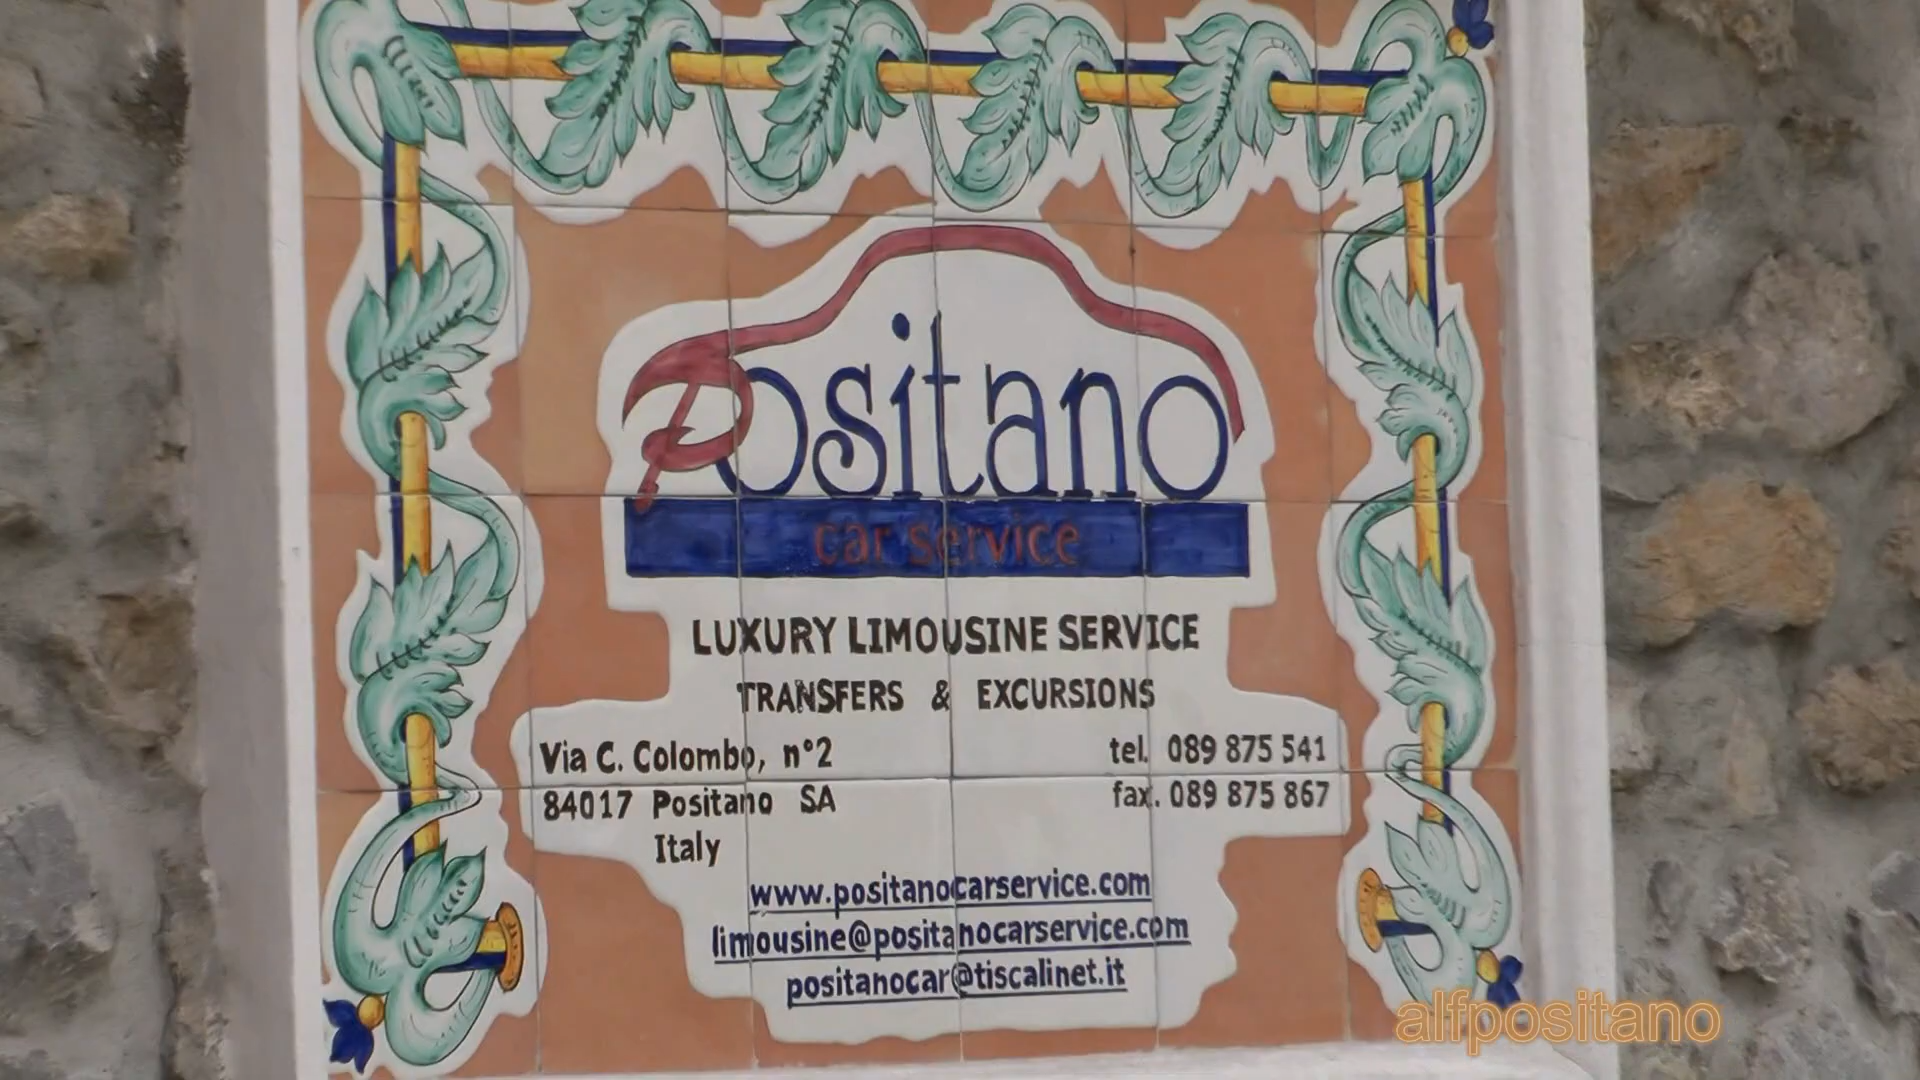 Positano
car service
LUXURY LIMOUSINE SERVICE
TRANSFERS & EXCURSIONS
Via C. Colombo, n°2
84017 Positano SA
Italy
tel. 089 875 541
fax. 089 875 867
www.positanocarservice.com
limousine@positanocarservice.com
positanocar@tiscalinet.it
alfpositano